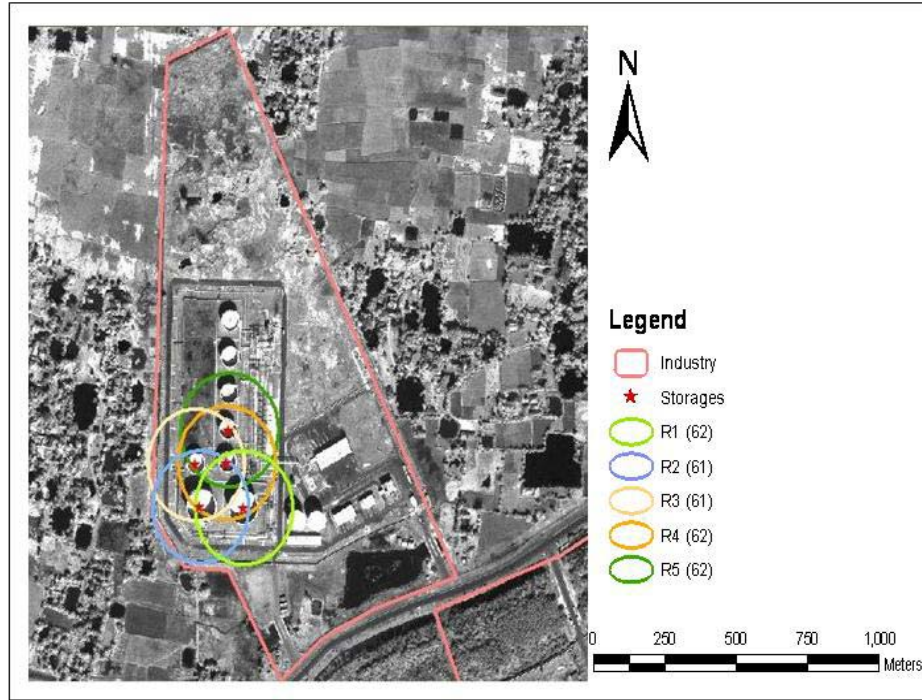 N
Legend
Industry
Storages
R1 (62)
R2 (61)
R3 (61)
R4 (62)
R5 (62)
0 250 500 750 1,000
Meters